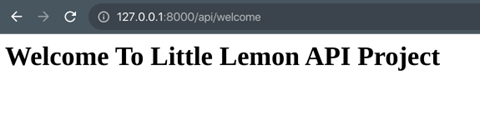 127.0.0.1:8000/api/welcome
Welcome To Little Lemon API Project